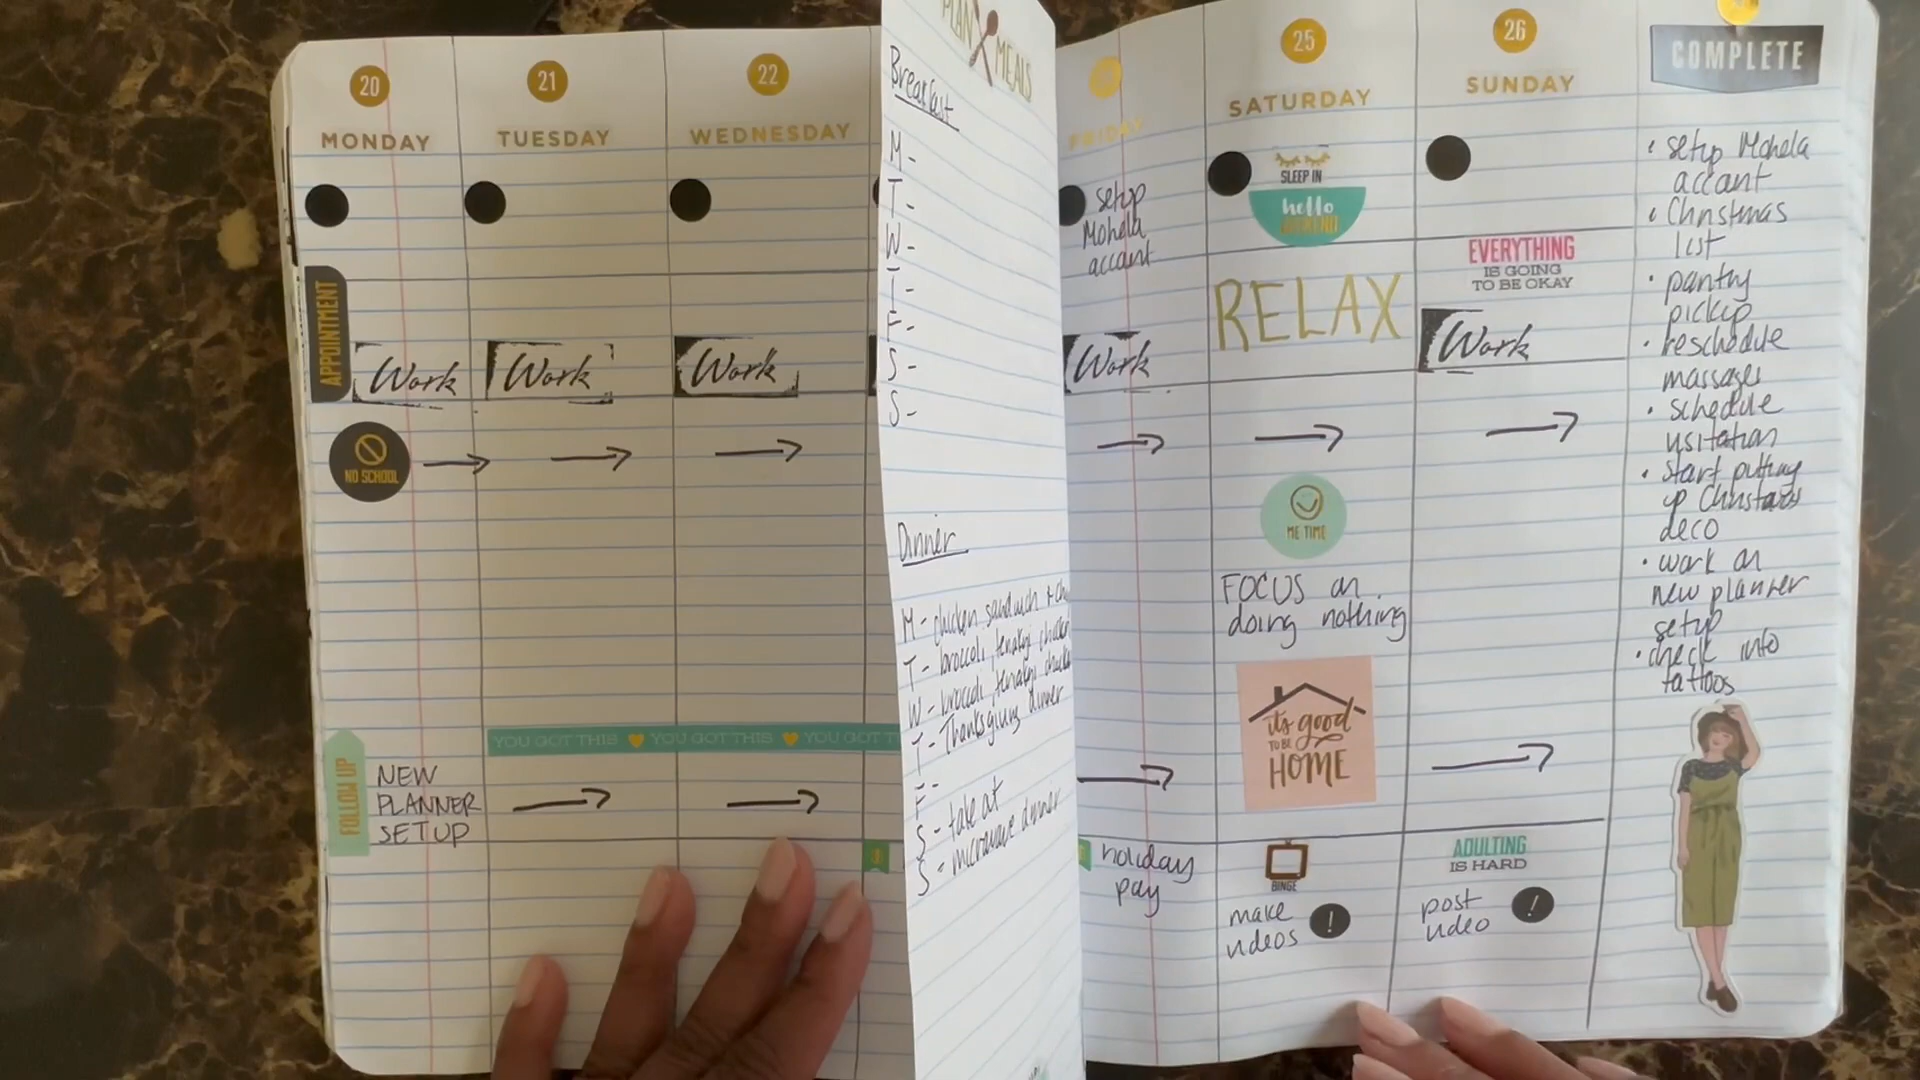 20
MONDAY
APPOINTMENT
Work
NO SCHOOL
FOLLOW UP
NEW
PLANNER
SETUP
21
TUESDAY
Work
YOU GOT THIS YOU GOT THIS YOU GOT T
22
WEDNESDAY
Work
PLAN MEALS
Breakfast
M-
T-
W-
T-
F-
S-
S-
Dinner
M- chicken sandwich +
T- broccoli, teriyaki chicken
W- broccoli, teriyaki
T- Thanksgiving dinner
F-
S- take out
S- microwave dinner
FRIDAY
setup
Mohela
account
Work
holiday
pay
25
SATURDAY
SLEEP IN
hello
WEEKEND
RELAX
ME TIME
FOCUS on
doing nothing
it's good
TO BE
HOME
BINGE
make
videos
!
26
SUNDAY
EVERYTHING
IS GOING
TO BE OKAY
Work
ADULTING
IS HARD
post
video
!
COMPLETE
• setup Mohela
account
• Christmas
list
• pantry
pickup
• reschedule
massages
• schedule
visitation
• start putting
up Christmas
deco
• work on
new planner
setup
• check into
tattoos